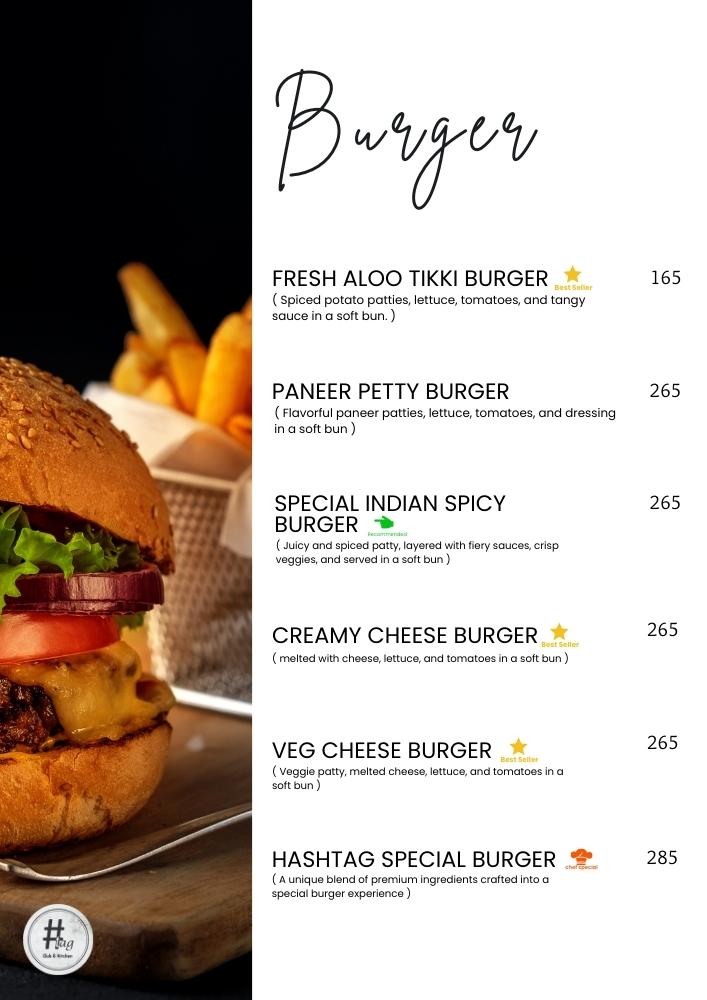 Burger
FRESH ALOO TIKKI BURGER
Best Seller
165
( Spiced potato patties, lettuce, tomatoes, and tangy
sauce in a soft bun. )
PANEER PETTY BURGER
265
( Flavorful paneer patties, lettuce, tomatoes, and dressing
in a soft bun )
SPECIAL INDIAN SPICY
265
BURGER
Recommended
( Juicy and spiced patty, layered with fiery sauces, crisp
veggies, and served in a soft bun )
CREAMY CHEESE BURGER
Best Seller
265
( melted with cheese, lettuce, and tomatoes in a soft bun )
VEG CHEESE BURGER
Best Seller
265
( Veggie patty, melted cheese, lettuce, and tomatoes in a
soft bun )
HASHTAG SPECIAL BURGER
chef special
285
( A unique blend of premium ingredients crafted into a
special burger experience )
#tag
Club & Kitchen